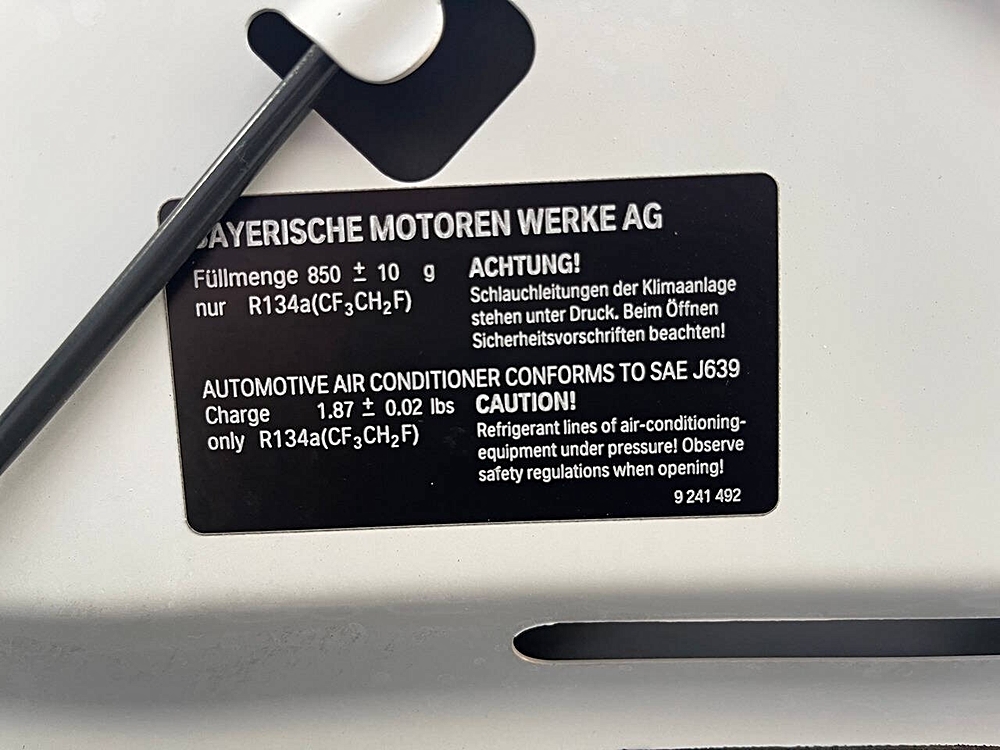 BAYERISCHE MOTOREN WERKE AG
Füllmenge 850 ± 10 g
nur R134a(CF₃CH₂F)
ACHTUNG!
Schlauchleitungen der Klimaanlage
stehen unter Druck. Beim Öffnen
Sicherheitsvorschriften beachten!
AUTOMOTIVE AIR CONDITIONER CONFORMS TO SAE J639
Charge 1.87 ± 0.02 lbs
only R134a(CF₃CH₂F)
CAUTION!
Refrigerant lines of air-conditioning-
equipment under pressure! Observe
safety regulations when opening!
9 241 492